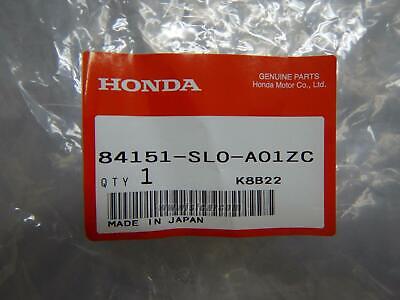 HONDA
GENUINE PARTS
Honda Motor Co., Ltd.
84151-SL0-A01ZC
QTY 1
K8B22
MADE IN JAPAN